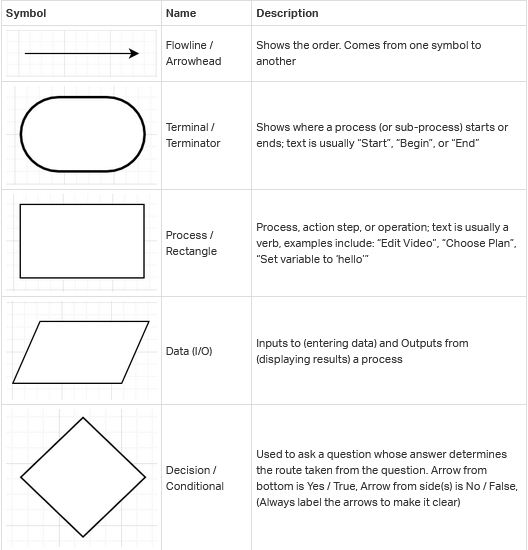 Symbol Name Description
Flowline /
Arrowhead
Shows the order. Comes from one symbol to
another
Terminal /
Terminator
Shows where a process (or sub-process) starts or
ends; text is usually “Start”, “Begin”, or “End”
Process /
Rectangle
Process, action step, or operation; text is usually a
verb, examples include: “Edit Video”, “Choose Plan”,
“Set variable to ‘hello’”
Data (I/O)
Inputs to (entering data) and Outputs from
(displaying results) a process
Decision /
Conditional
Used to ask a question whose answer determines
the route taken from the question. Arrow from
bottom is Yes / True, Arrow from side(s) is No / False,
(Always label the arrows to make it clear)